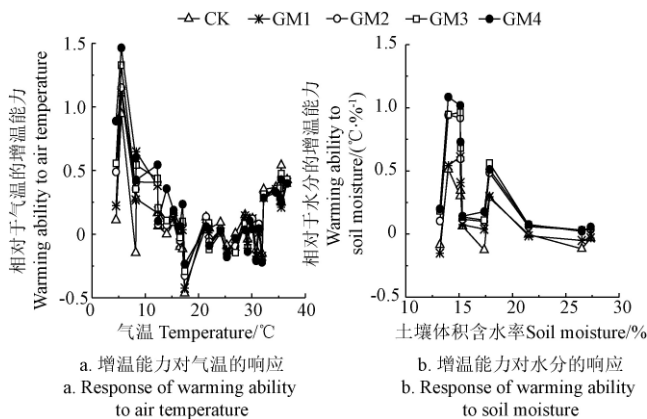 CK GM1 GM2 GM3 GM4
相对于气温的增温能力
Warming ability to air temperature
1.5
1.0
0.5
0
-0.5
0 10 20 30 40
气温 Temperature/℃
a. 增温能力对气温的响应
a. Response of warming ability
to air temperature
相对于水分的增温能力
Warming ability to
soil moisture/(℃·%⁻¹)
1.5
1.0
0.5
0
-0.5
10 15 20 25 30
土壤体积含水率Soil moisture/%
b. 增温能力对水分的响应
b. Response of warming ability
to soil moisture